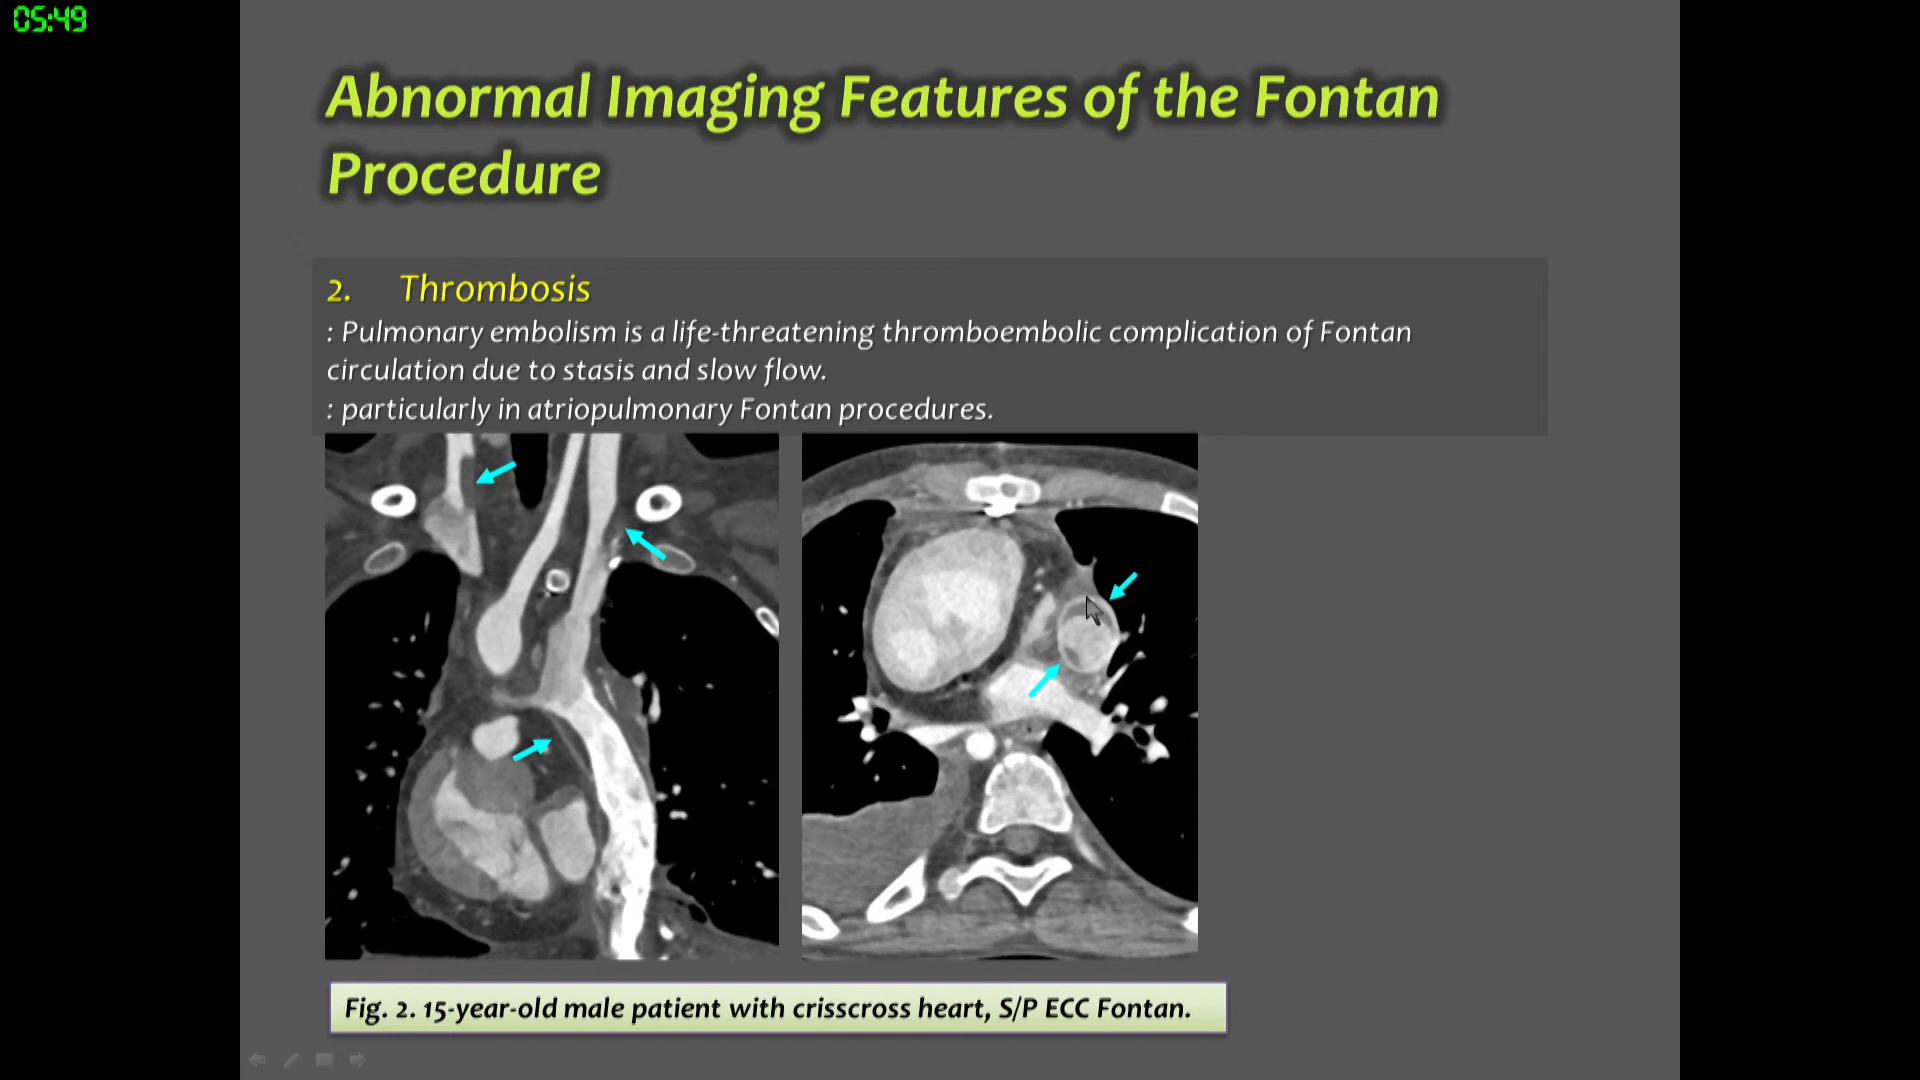 05:49
Abnormal Imaging Features of the Fontan
Procedure
2. Thrombosis
: Pulmonary embolism is a life-threatening thromboembolic complication of Fontan
circulation due to stasis and slow flow.
: particularly in atriopulmonary Fontan procedures.
Fig. 2. 15-year-old male patient with crisscross heart, S/P ECC Fontan.